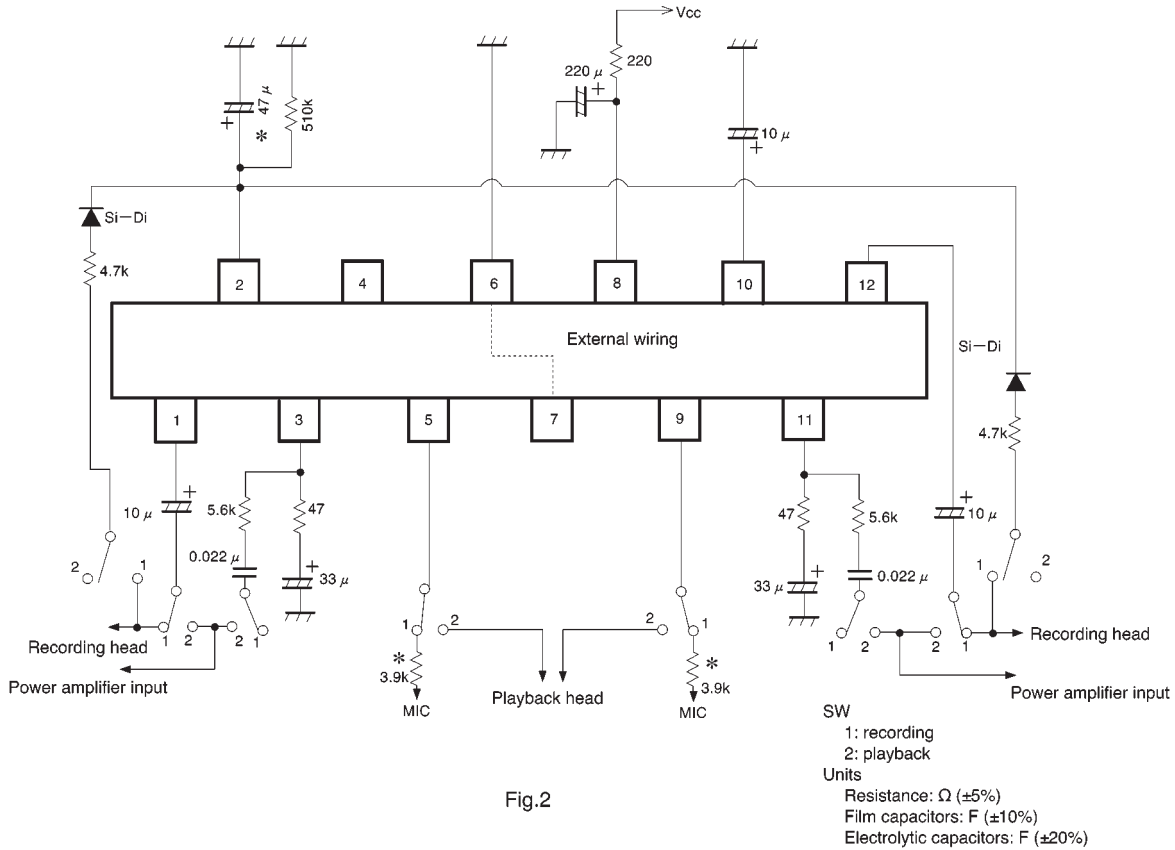 Vcc
220 μ
+
220
47 μ
+
*
510k
10 μ
+
Si–Di
4.7k
2
4
6
8
10
12
External wiring
Si–Di
1
3
5
7
9
11
4.7k
+
10 μ
5.6k
47
0.022 μ
+
33 μ
47
5.6k
+
10 μ
+
33 μ
0.022 μ
2
1
1
2
2
1
1
2
2
1
1
2
2
1
1
2
Recording head
Power amplifier input
*
3.9k
MIC
Playback head
*
3.9k
MIC
Recording head
Power amplifier input
SW
1: recording
2: playback
Units
Resistance: Ω (±5%)
Film capacitors: F (±10%)
Electrolytic capacitors: F (±20%)
Fig.2